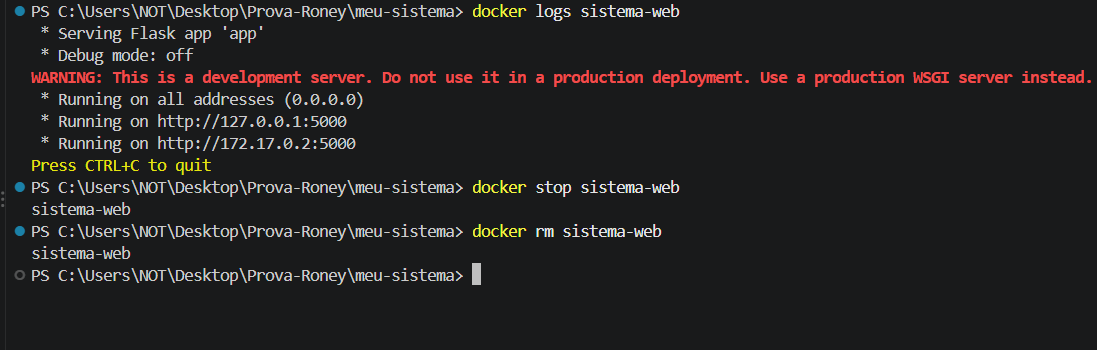 PS C:\Users\NOT\Desktop\Prova-Roney\meu-sistema> docker logs sistema-web
* Serving Flask app 'app'
* Debug mode: off
WARNING: This is a development server. Do not use it in a production deployment. Use a production WSGI server instead.
* Running on all addresses (0.0.0.0)
* Running on http://127.0.0.1:5000
* Running on http://172.17.0.2:5000
Press CTRL+C to quit
PS C:\Users\NOT\Desktop\Prova-Roney\meu-sistema> docker stop sistema-web
sistema-web
PS C:\Users\NOT\Desktop\Prova-Roney\meu-sistema> docker rm sistema-web
sistema-web
PS C:\Users\NOT\Desktop\Prova-Roney\meu-sistema>